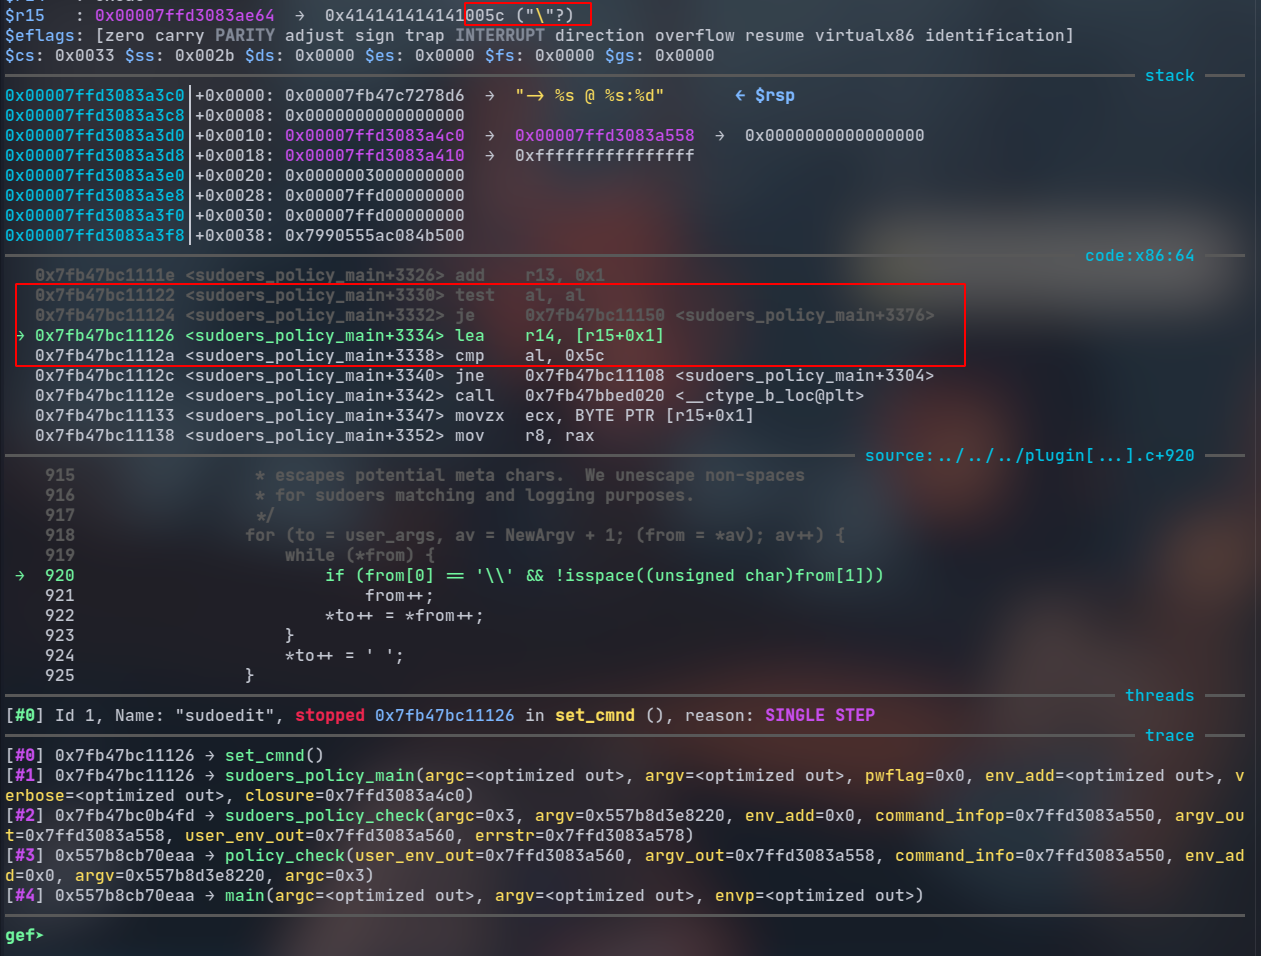 $r15   : 0x00007ffd3083ae64  →  0x414141414141005c ("\"?)
$eflags: [zero carry PARITY adjust sign trap INTERRUPT direction overflow resume virtualx86 identification]
$cs: 0x0033 $ss: 0x002b $ds: 0x0000 $es: 0x0000 $fs: 0x0000 $gs: 0x0000
stack
0x00007ffd3083a3c0│+0x0000: 0x00007fb47c7278d6  →  "-> %s @ %s:%d"       ← $rsp
0x00007ffd3083a3c8│+0x0008: 0x0000000000000000
0x00007ffd3083a3d0│+0x0010: 0x00007ffd3083a4c0  →  0x00007ffd3083a558  →  0x0000000000000000
0x00007ffd3083a3d8│+0x0018: 0x00007ffd3083a410  →  0xffffffffffffffff
0x00007ffd3083a3e0│+0x0020: 0x0000003000000000
0x00007ffd3083a3e8│+0x0028: 0x00007ffd00000000
0x00007ffd3083a3f0│+0x0030: 0x00007ffd00000000
0x00007ffd3083a3f8│+0x0038: 0x7990555ac084b500
code:x86:64
0x7fb47bc1111e <sudoers_policy_main+3326> add    r13, 0x1
0x7fb47bc11122 <sudoers_policy_main+3330> test   al, al
0x7fb47bc11124 <sudoers_policy_main+3332> je     0x7fb47bc11150 <sudoers_policy_main+3376>
→ 0x7fb47bc11126 <sudoers_policy_main+3334> lea    r14, [r15+0x1]
0x7fb47bc1112a <sudoers_policy_main+3338> cmp    al, 0x5c
0x7fb47bc1112c <sudoers_policy_main+3340> jne    0x7fb47bc11108 <sudoers_policy_main+3304>
0x7fb47bc1112e <sudoers_policy_main+3342> call   0x7fb47bbed020 <__ctype_b_loc@plt>
0x7fb47bc11133 <sudoers_policy_main+3347> movzx  ecx, BYTE PTR [r15+0x1]
0x7fb47bc11138 <sudoers_policy_main+3352> mov    r8, rax
source:../../../plugin[...].c+920
915                  * escapes potential meta chars.  We unescape non-spaces
916                  * for sudoers matching and logging purposes.
917                  */
918                 for (to = user_args, av = NewArgv + 1; (from = *av); av++) {
919                     while (*from) {
→  920                         if (from[0] == '\\' && !isspace((unsigned char)from[1]))
921                             from++;
922                         *to++ = *from++;
923                     }
924                     *to++ = ' ';
925                 }
threads
[#0] Id 1, Name: "sudoedit", stopped 0x7fb47bc11126 in set_cmnd (), reason: SINGLE STEP
trace
[#0] 0x7fb47bc11126 → set_cmnd()
[#1] 0x7fb47bc11126 → sudoers_policy_main(argc=<optimized out>, argv=<optimized out>, pwflag=0x0, env_add=<optimized out>, v
erbose=<optimized out>, closure=0x7ffd3083a4c0)
[#2] 0x7fb47bc0b4fd → sudoers_policy_check(argc=0x3, argv=0x557b8d3e8220, env_add=0x0, command_infop=0x7ffd3083a550, argv_ou
t=0x7ffd3083a558, user_env_out=0x7ffd3083a560, errstr=0x7ffd3083a578)
[#3] 0x557b8cb70eaa → policy_check(user_env_out=0x7ffd3083a560, argv_out=0x7ffd3083a558, command_info=0x7ffd3083a550, env_ad
d=0x0, argv=0x557b8d3e8220, argc=0x3)
[#4] 0x557b8cb70eaa → main(argc=<optimized out>, argv=<optimized out>, envp=<optimized out>)
gef➤